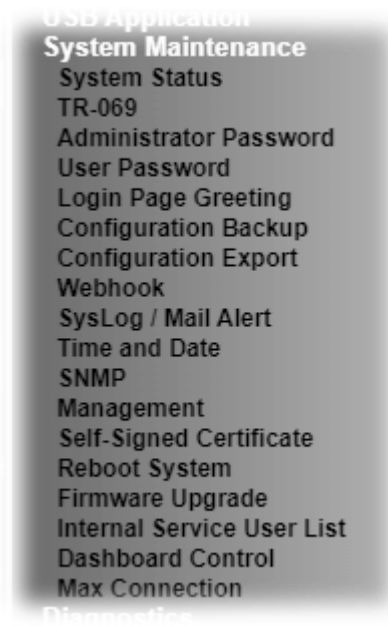 USB Application
System Maintenance
System Status
TR-069
Administrator Password
User Password
Login Page Greeting
Configuration Backup
Configuration Export
Webhook
SysLog / Mail Alert
Time and Date
SNMP
Management
Self-Signed Certificate
Reboot System
Firmware Upgrade
Internal Service User List
Dashboard Control
Max Connection
Diagnostics